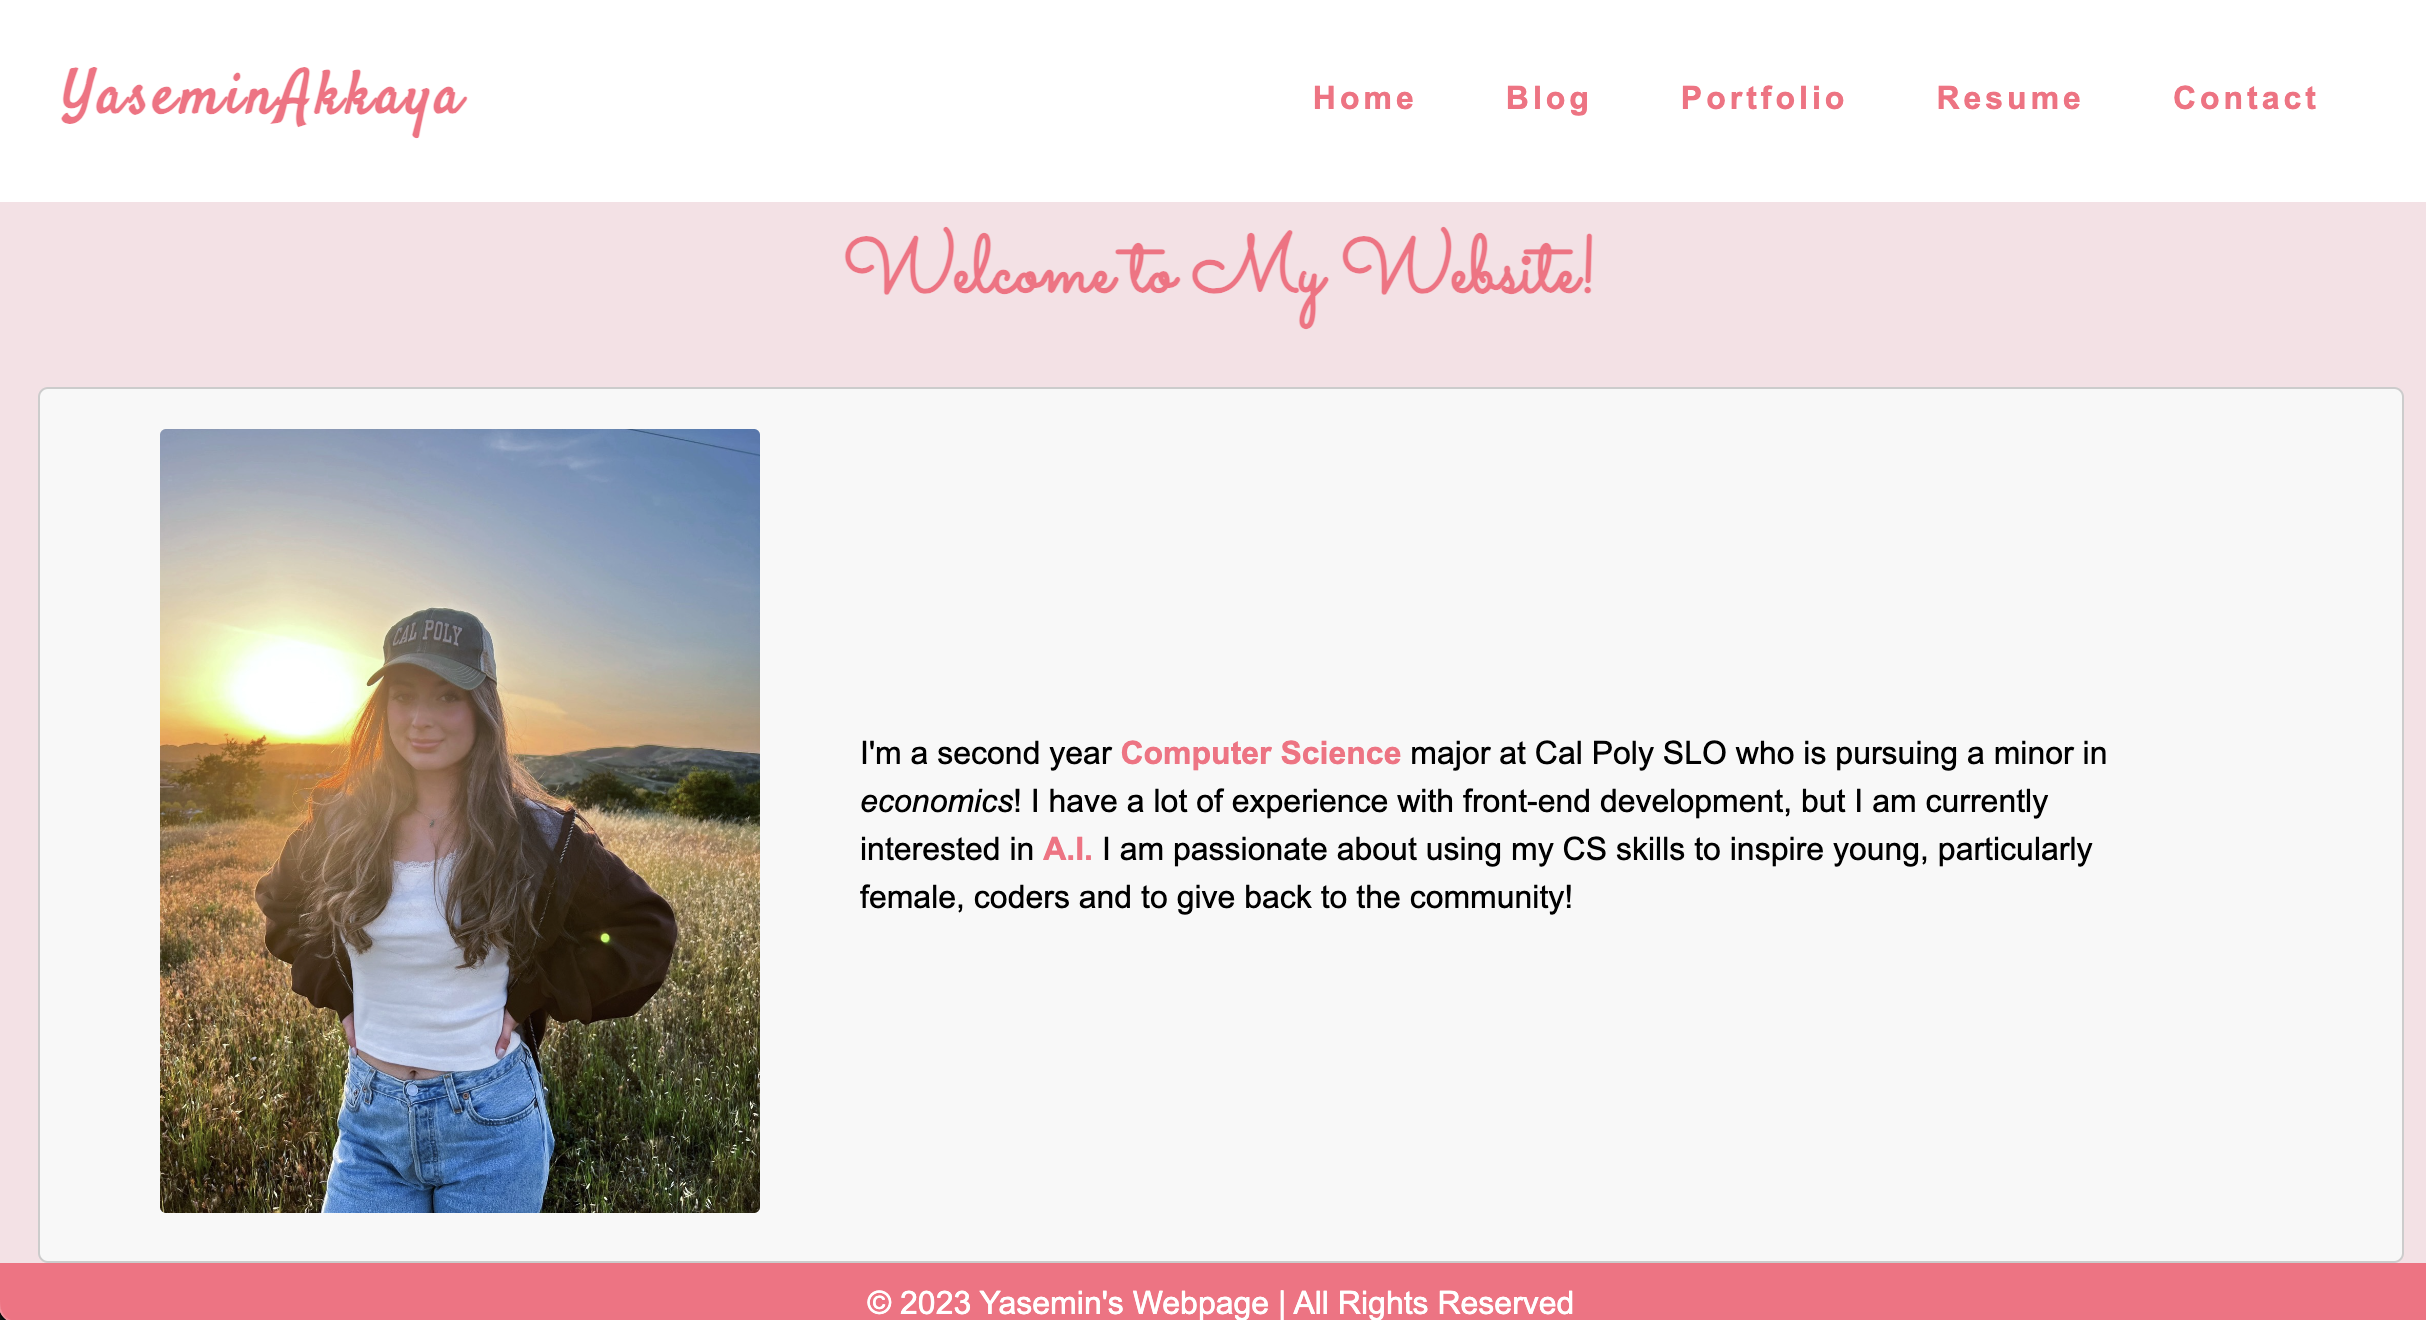 YaseminAkkaya
Home Blog Portfolio Resume Contact
Welcome to My Website!
CAL POLY
I'm a second year Computer Science major at Cal Poly SLO who is pursuing a minor in
economics! I have a lot of experience with front-end development, but I am currently
interested in A.I. I am passionate about using my CS skills to inspire young, particularly
female, coders and to give back to the community!
© 2023 Yasemin's Webpage | All Rights Reserved